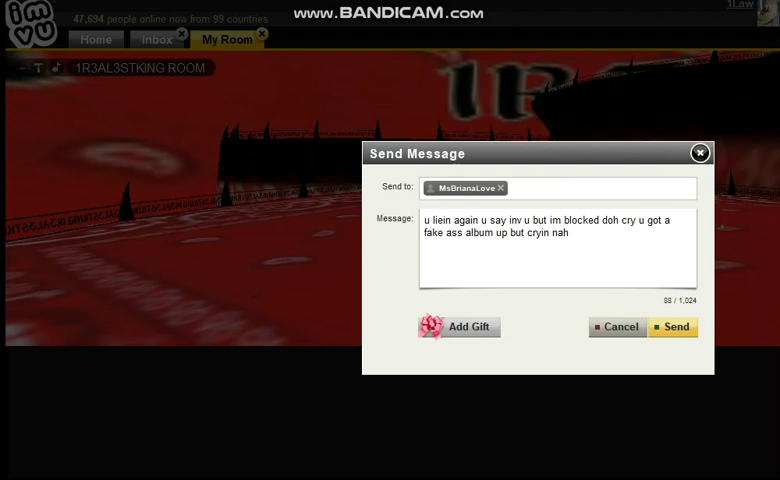 www.BANDICAM.com
1Law
imvu
47,694 people online now from 99 countries
Home
inbox
My Room
T
1R3AL3STKING ROOM
Send Message
Send to:
MsBrianaLove
Message:
u liein again u say inv u but im blocked doh cry u got a
fake ass album up but cryin nah
88 / 1,024
Add Gift
Cancel
Send